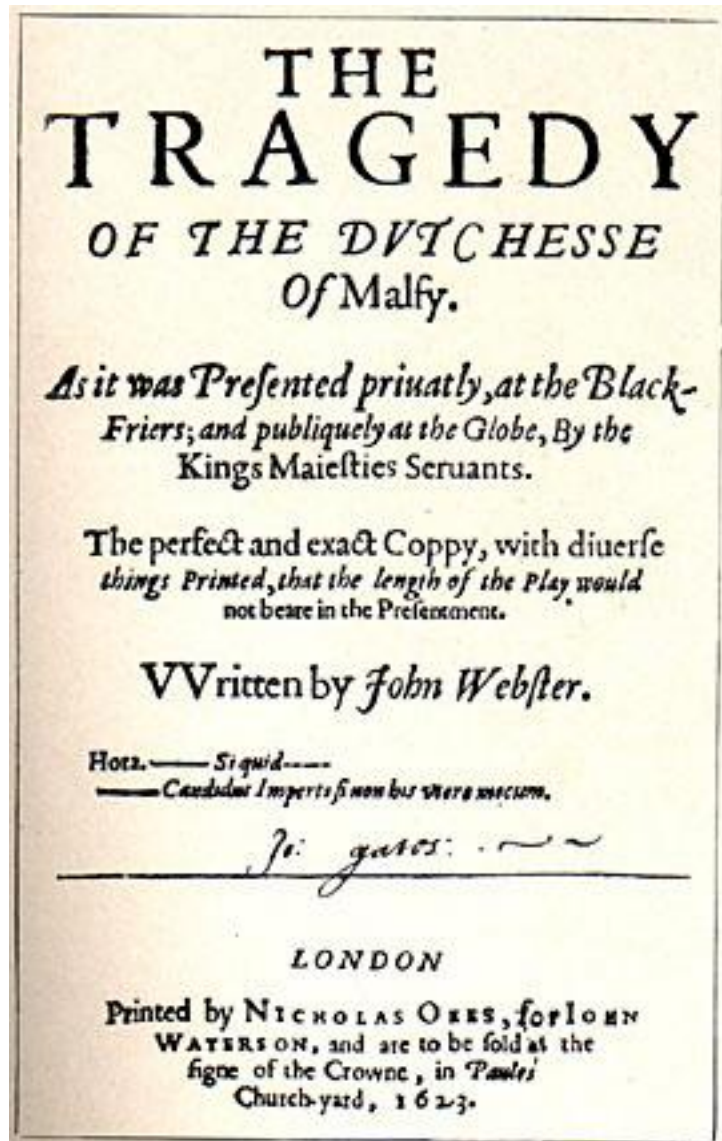 THE
TRAGEDY
OF THE DVTCHESSE
Of Malfy.
As it was Preſented priuatly, at the Black-
Friers; and publiquely at the Globe, By the
Kings Maieſties Seruants.
The perfect and exact Coppy, with diuerſe
things Printed, that the length of the Play would
not beare in the Preſentment.
VVritten by John Webſter.
Hora.—— Si quid----
—— Candidus Imperti ſi non his vtere mecum.
Jo:
LONDON
Printed by NICHOLAS OKES, for IOHN
WATERSON, and are to be ſold at the
ſigne of the Crowne, in Paules
Church-yard, 1623.